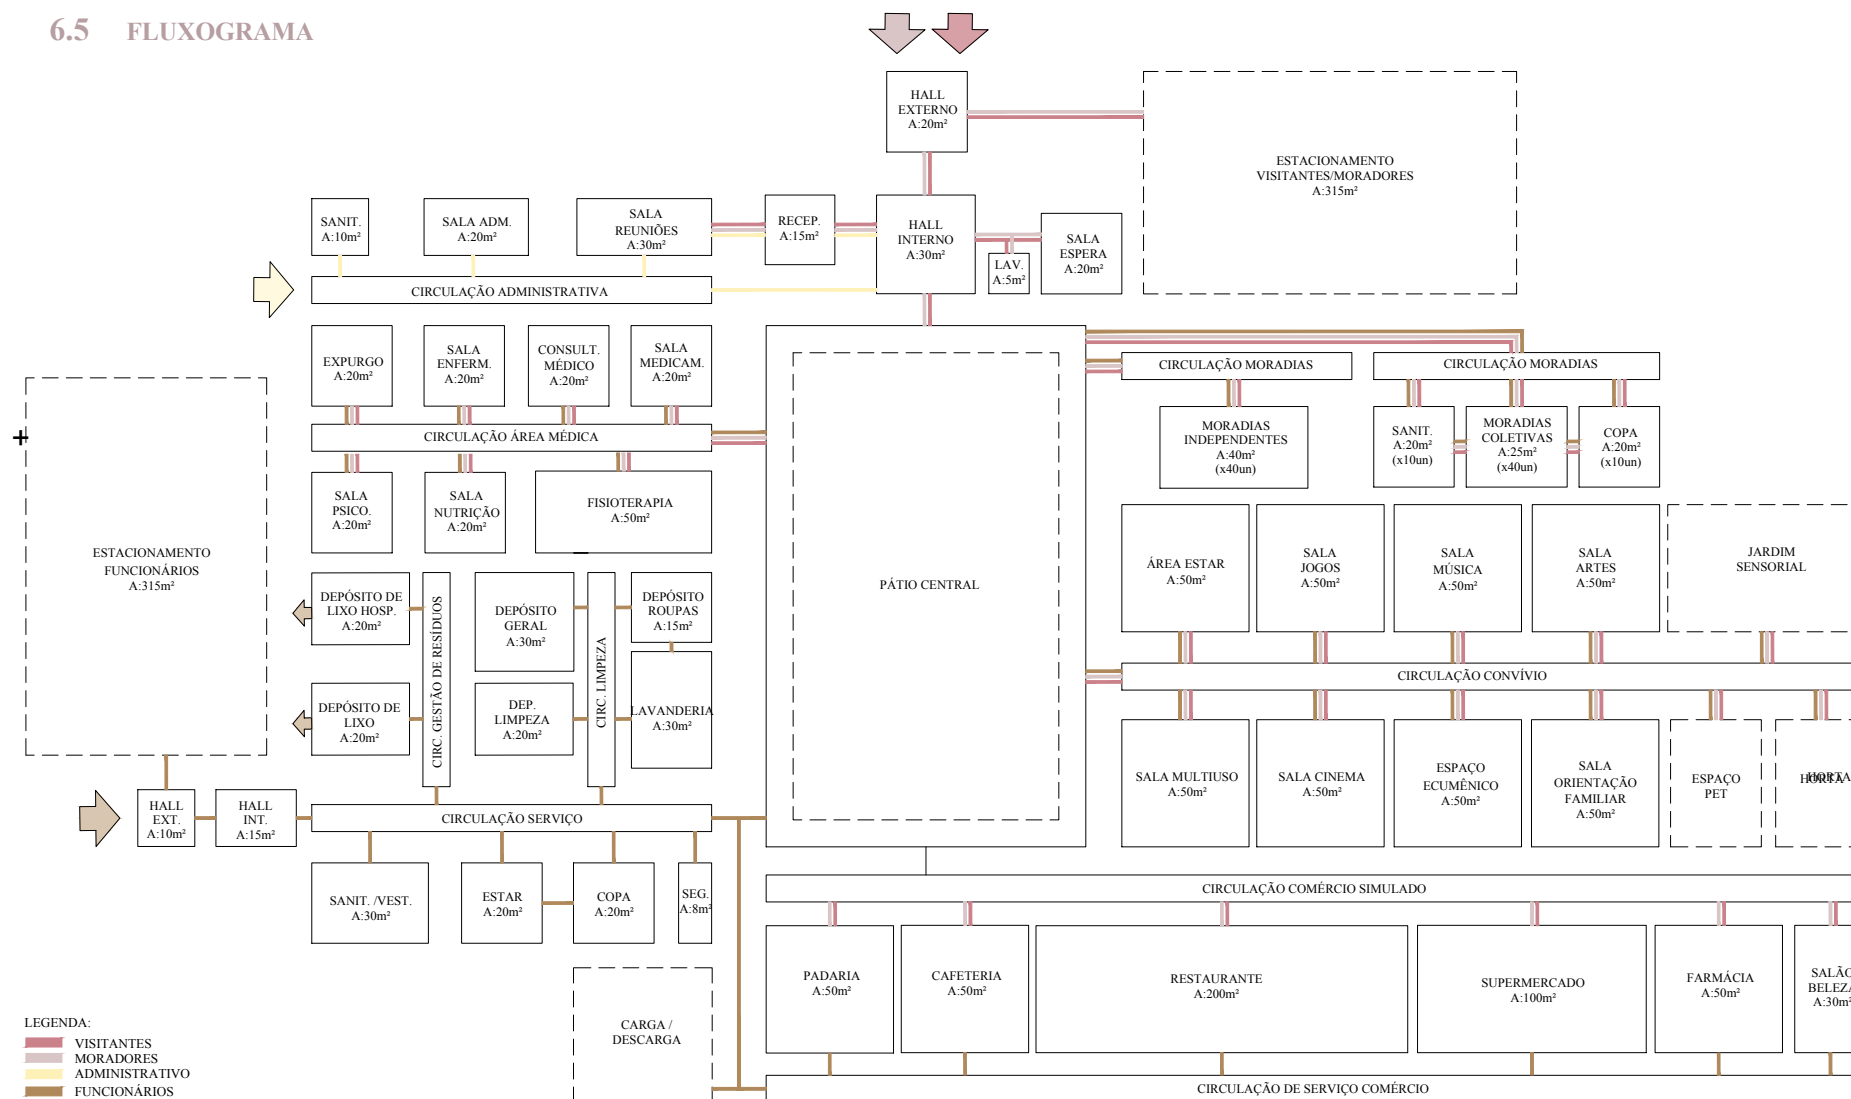 6.5 FLUXOGRAMA
HALL
EXTERNO
A:20m²
ESTACIONAMENTO
VISITANTES/MORADORES
A:315m²
SANIT.
A:10m²
SALA ADM.
A:20m²
SALA
REUNIÕES
A:30m²
RECEP.
A:15m²
HALL
INTERNO
A:30m²
LAV.
A:5m²
SALA
ESPERA
A:20m²
CIRCULAÇÃO ADMINISTRATIVA
EXPURGO
A:20m²
SALA
ENFERM.
A:20m²
CONSULT.
MÉDICO
A:20m²
SALA
MEDICAM.
A:20m²
CIRCULAÇÃO ÁREA MÉDICA
SALA
PSICO.
A:20m²
SALA
NUTRIÇÃO
A:20m²
FISIOTERAPIA
A:50m²
ESTACIONAMENTO
FUNCIONÁRIOS
A:315m²
PÁTIO CENTRAL
CIRCULAÇÃO MORADIAS
CIRCULAÇÃO MORADIAS
MORADIAS
INDEPENDENTES
A:40m²
(x40un)
SANIT.
A:20m²
(x10un)
MORADIAS
COLETIVAS
A:25m²
(x40un)
COPA
A:20m²
(x10un)
ÁREA ESTAR
A:50m²
SALA
JOGOS
A:50m²
SALA
MÚSICA
A:50m²
SALA
ARTES
A:50m²
JARDIM
SENSORIAL
CIRCULAÇÃO CONVÍVIO
SALA MULTIUSO
A:50m²
SALA CINEMA
A:50m²
ESPAÇO
ECUMÊNICO
A:50m²
SALA
ORIENTAÇÃO
FAMILIAR
A:50m²
ESPAÇO
PET
HORTA
HORTA
DEPÓSITO DE
LIXO HOSP.
A:20m²
DEPÓSITO DE
LIXO
A:20m²
CIRC. GESTÃO DE RESÍDUOS
DEPÓSITO
GERAL
A:30m²
DEP.
LIMPEZA
A:20m²
CIRC. LIMPEZA
DEPÓSITO
ROUPAS
A:15m²
LAVANDERIA
A:30m²
HALL
EXT.
A:10m²
HALL
INT.
A:15m²
CIRCULAÇÃO SERVIÇO
SANIT. /VEST.
A:30m²
ESTAR
A:20m²
COPA
A:20m²
SEG.
A:8m²
CIRCULAÇÃO COMÉRCIO SIMULADO
PADARIA
A:50m²
CAFETERIA
A:50m²
RESTAURANTE
A:200m²
SUPERMERCADO
A:100m²
FARMÁCIA
A:50m²
SALÃO
BELEZA
A:30m²
CARGA /
DESCARGA
CIRCULAÇÃO DE SERVIÇO COMÉRCIO
LEGENDA:
VISITANTES
MORADORES
ADMINISTRATIVO
FUNCIONÁRIOS